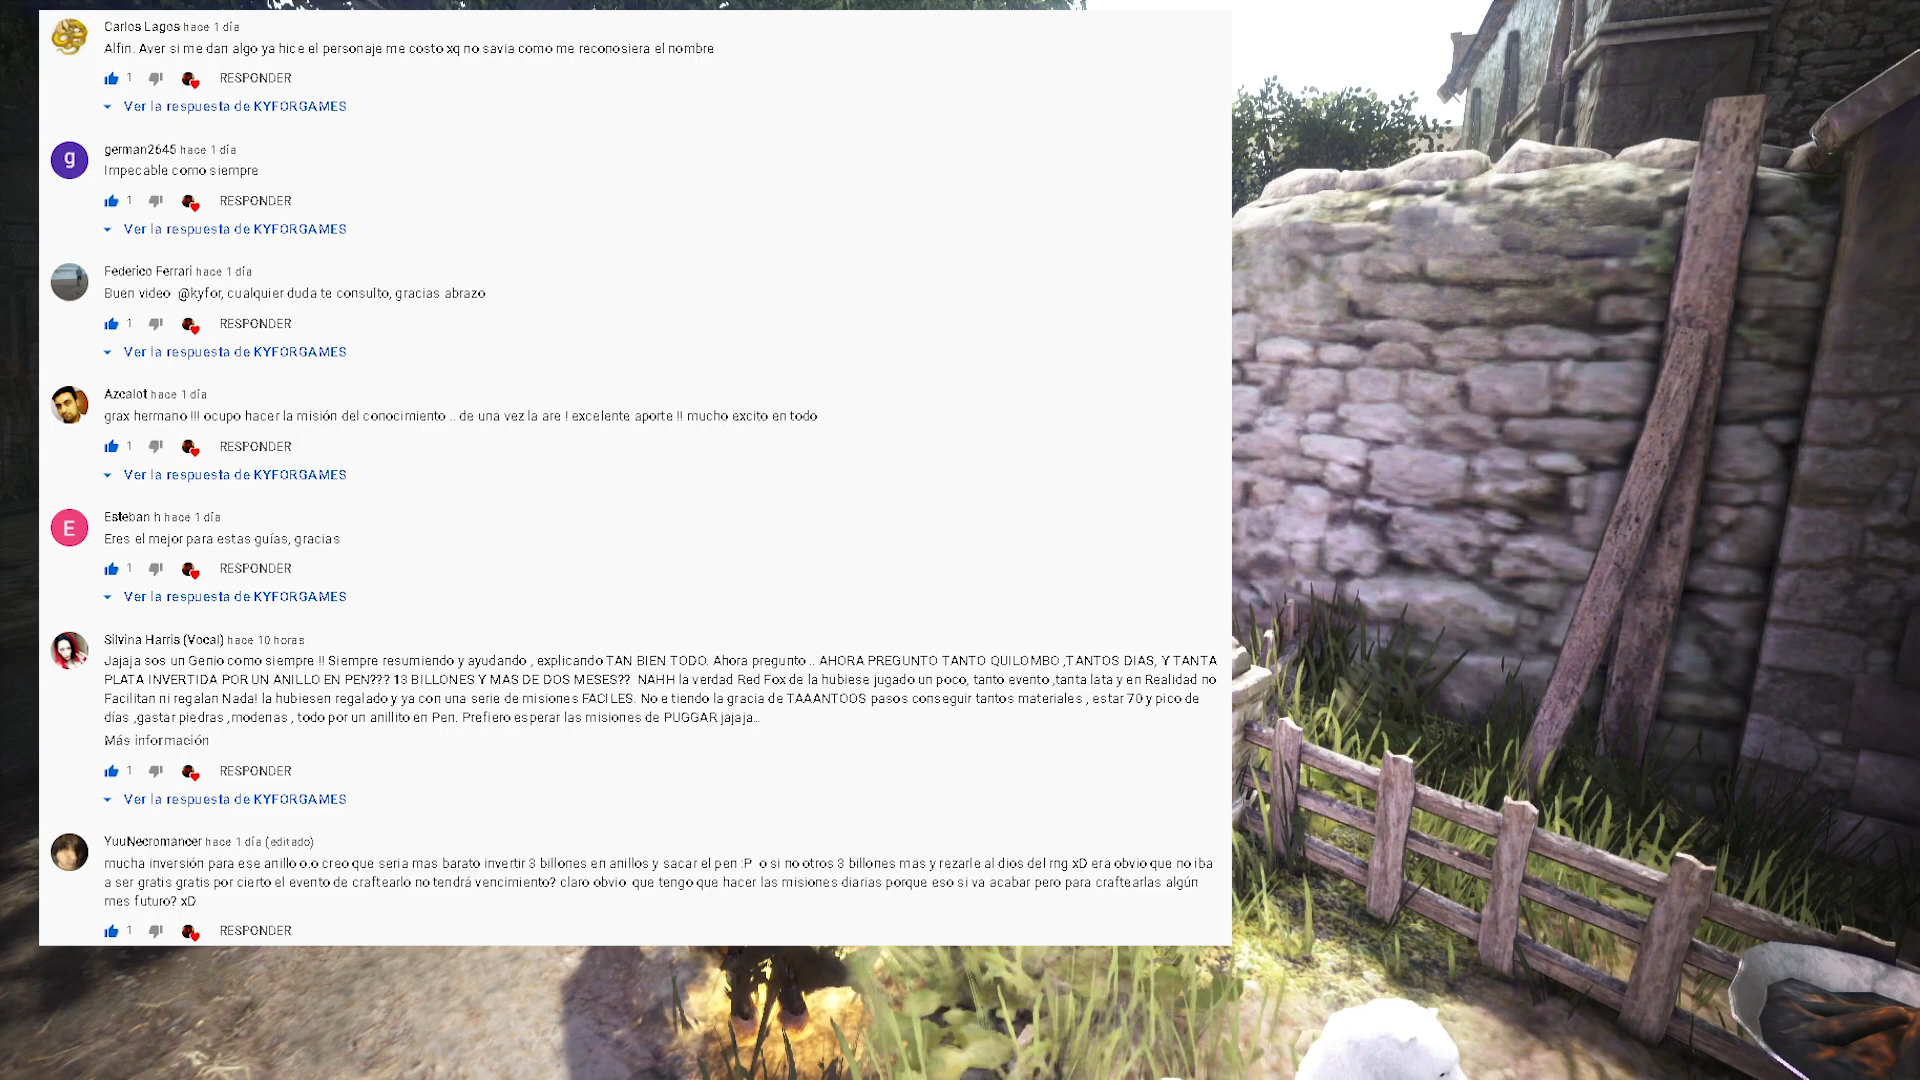 Carlos Lagos hace 1 día
Alfin. Aver si me dan algo ya hice el personaje me costo xq no savia como me reconosiera el nombre
1 RESPONDER
Ver la respuesta de KYFORGAMES
g
german2645 hace 1 día
Impecable como siempre
1 RESPONDER
Ver la respuesta de KYFORGAMES
Federico Ferrari hace 1 día
Buen video @kyfor, cualquier duda te consulto, gracias abrazo
1 RESPONDER
Ver la respuesta de KYFORGAMES
Azcalot hace 1 día
grax hermano !!! ocupo hacer la misión del conocimiento .. de una vez la are ! excelente aporte !! mucho excito en todo
1 RESPONDER
Ver la respuesta de KYFORGAMES
E
Esteban h hace 1 día
Eres el mejor para estas guías, gracias
1 RESPONDER
Ver la respuesta de KYFORGAMES
Silvina Harris (Vocal) hace 10 horas
Jajaja sos un Genio como siempre !! Siempre resumiendo y ayudando , explicando TAN BIEN TODO. Ahora pregunto .. AHORA PREGUNTO TANTO QUILOMBO ,TANTOS DIAS, Y TANTA
PLATA INVERTIDA POR UN ANILLO EN PEN??? 13 BILLONES Y MAS DE DOS MESES?? NAHH la verdad Red Fox de la hubiese jugado un poco, tanto evento ,tanta lata y en Realidad no
Facilitan ni regalan Nada! la hubiesen regalado y ya con una serie de misiones FACILES. No e tiendo la gracia de TAAANTOOS pasos conseguir tantos materiales , estar 70 y pico de
días ,gastar piedras ,modenas , todo por un anillito en Pen. Prefiero esperar las misiones de PUGGAR jajaja...
Más información
1 RESPONDER
Ver la respuesta de KYFORGAMES
YuuNecromancer hace 1 día (editado)
mucha inversión para ese anillo o.o creo que seria mas barato invertir 3 billones en anillos y sacar el pen :P o si no otros 3 billones mas y rezarle al dios del rng xD era obvio que no iba
a ser gratis gratis por cierto el evento de craftearlo no tendrá vencimiento? claro obvio que tengo que hacer las misiones diarias porque eso si va acabar pero para craftearlas algún
mes futuro? xD
1 RESPONDER